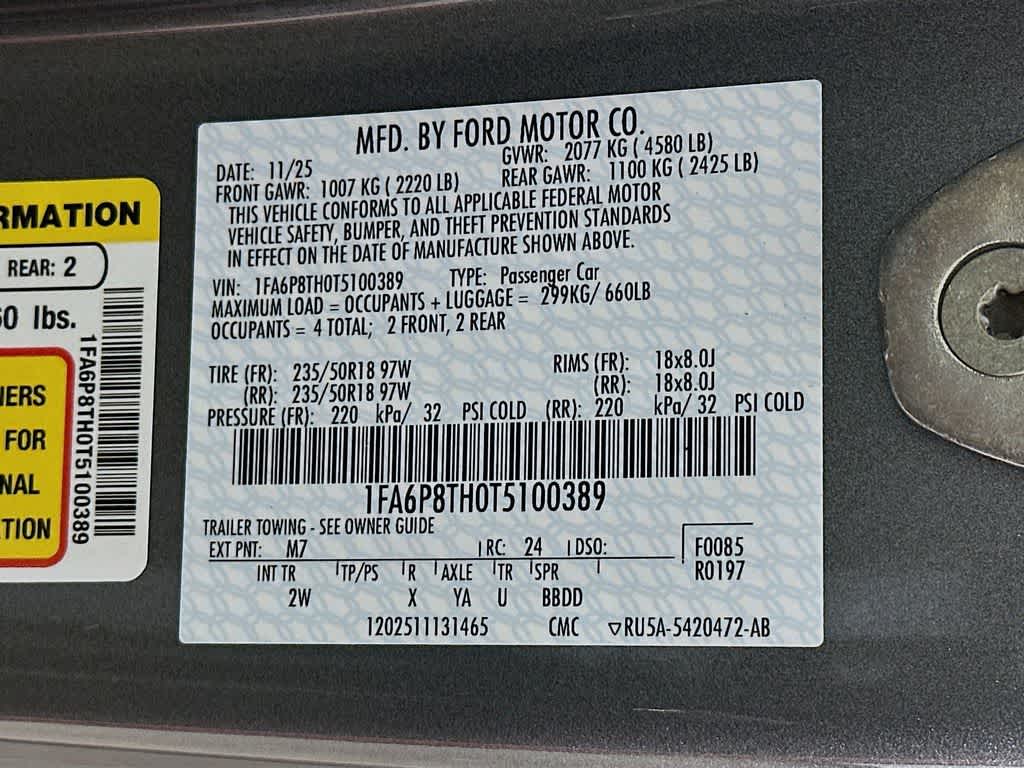 MFD. BY FORD MOTOR CO.
DATE: 11/25
GVWR: 2077 KG ( 4580 LB)
FRONT GAWR: 1007 KG ( 2220 LB)
REAR GAWR: 1100 KG ( 2425 LB)
THIS VEHICLE CONFORMS TO ALL APPLICABLE FEDERAL MOTOR
VEHICLE SAFETY, BUMPER, AND THEFT PREVENTION STANDARDS
IN EFFECT ON THE DATE OF MANUFACTURE SHOWN ABOVE.
VIN: 1FA6P8TH0T5100389 TYPE: Passenger Car
MAXIMUM LOAD = OCCUPANTS + LUGGAGE = 299KG/ 660LB
OCCUPANTS = 4 TOTAL; 2 FRONT, 2 REAR
TIRE (FR): 235/50R18 97W RIMS (FR): 18x8.0J
(RR): 235/50R18 97W (RR): 18x8.0J
PRESSURE (FR): 220 kPa/ 32 PSI COLD (RR): 220 kPa/ 32 PSI COLD
1FA6P8TH0T5100389
TRAILER TOWING - SEE OWNER GUIDE
EXT PNT: M7 RC: 24 DSO: F0085
R0197
INT TR TP/PS R AXLE TR SPR
2W X YA U BBDD
1202511131465 CMC ▽RU5A-5420472-AB
RMATION
REAR: 2
60 lbs.
NERS
FOR
NAL
TION
1FA6P8TH0T5100389